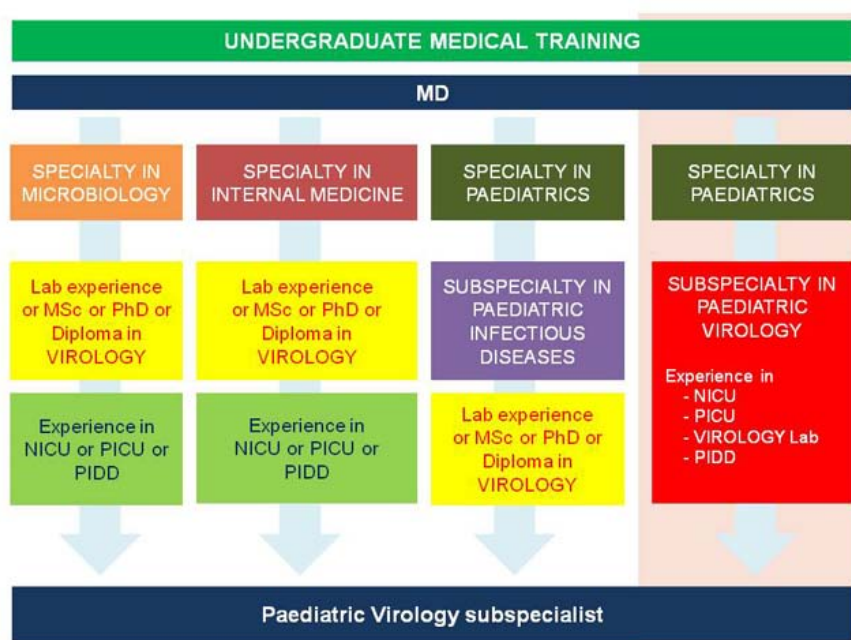 UNDERGRADUATE MEDICAL TRAINING
MD
SPECIALTY IN
MICROBIOLOGY
Lab experience
or MSc or PhD or
Diploma in
VIROLOGY
Experience in
NICU or PICU or
PIDD
SPECIALTY IN
INTERNAL MEDICINE
Lab experience
or MSc or PhD or
Diploma in
VIROLOGY
Experience in
NICU or PICU or
PIDD
SPECIALTY IN
PAEDIATRICS
SUBSPECIALTY IN
PAEDIATRIC
INFECTIOUS
DISEASES
Lab experience
or MSc or PhD or
Diploma in
VIROLOGY
SPECIALTY IN
PAEDIATRICS
SUBSPECIALTY IN
PAEDIATRIC
VIROLOGY
Experience in
- NICU
- PICU
- VIROLOGY Lab
- PIDD
Paediatric Virology subspecialist